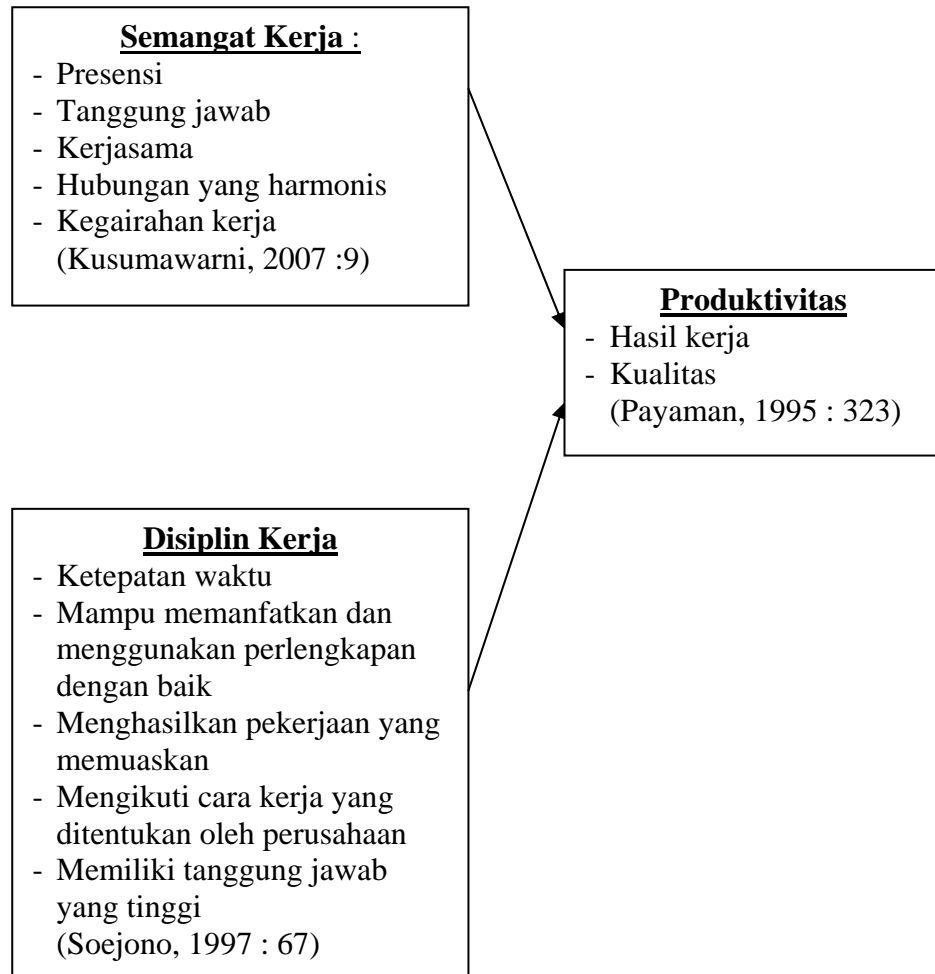 Semangat Kerja :
- Presensi
- Tanggung jawab
- Kerjasama
- Hubungan yang harmonis
- Kegairahan kerja
(Kusumawarni, 2007 :9)
Produktivitas
- Hasil kerja
- Kualitas
(Payaman, 1995 : 323)
Disiplin Kerja
- Ketepatan waktu
- Mampu memanfatkan dan
menggunakan perlengkapan
dengan baik
- Menghasilkan pekerjaan yang
memuaskan
- Mengikuti cara kerja yang
ditentukan oleh perusahaan
- Memiliki tanggung jawab
yang tinggi
(Soejono, 1997 : 67)